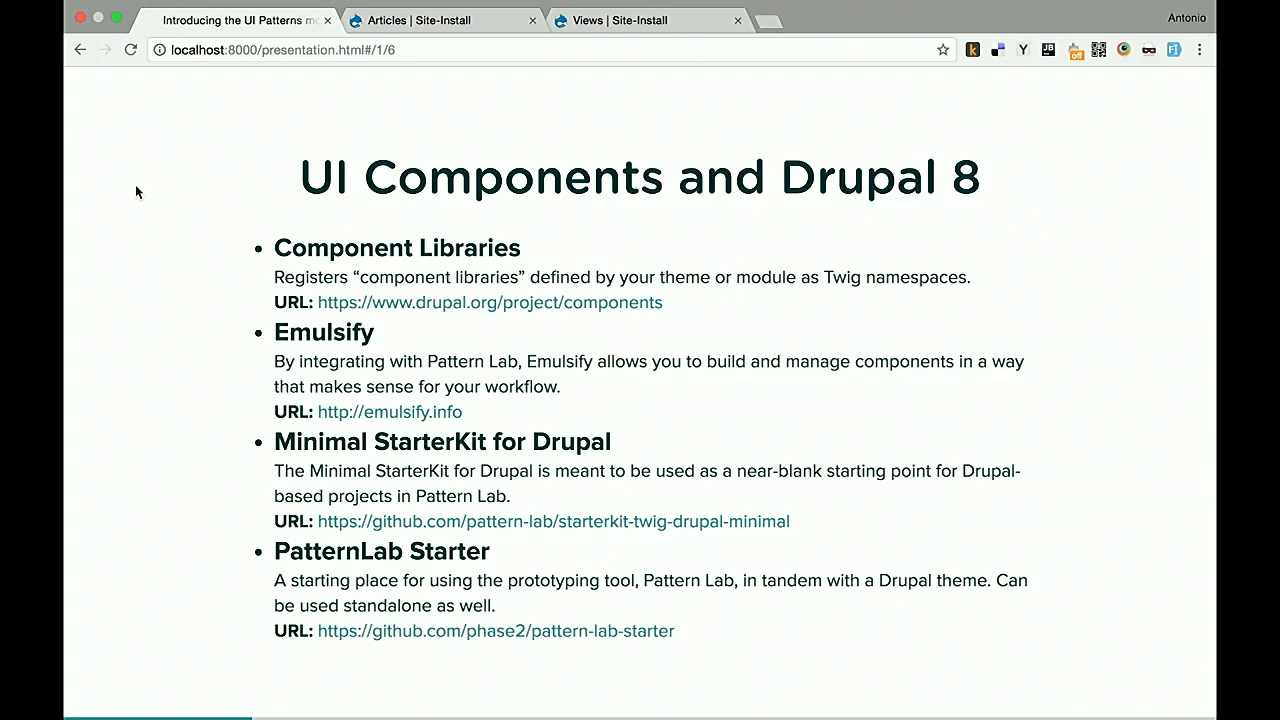 Introducing the UI Patterns m
Articles | Site-Install
Views | Site-Install
Antonio
localhost:8000/presentation.html#/1/6
UI Components and Drupal 8
• Component Libraries
Registers “component libraries” defined by your theme or module as Twig namespaces.
URL: https://www.drupal.org/project/components
• Emulsify
By integrating with Pattern Lab, Emulsify allows you to build and manage components in a way
that makes sense for your workflow.
URL: http://emulsify.info
• Minimal StarterKit for Drupal
The Minimal StarterKit for Drupal is meant to be used as a near-blank starting point for Drupal-
based projects in Pattern Lab.
URL: https://github.com/pattern-lab/starterkit-twig-drupal-minimal
• PatternLab Starter
A starting place for using the prototyping tool, Pattern Lab, in tandem with a Drupal theme. Can
be used standalone as well.
URL: https://github.com/phase2/pattern-lab-starter